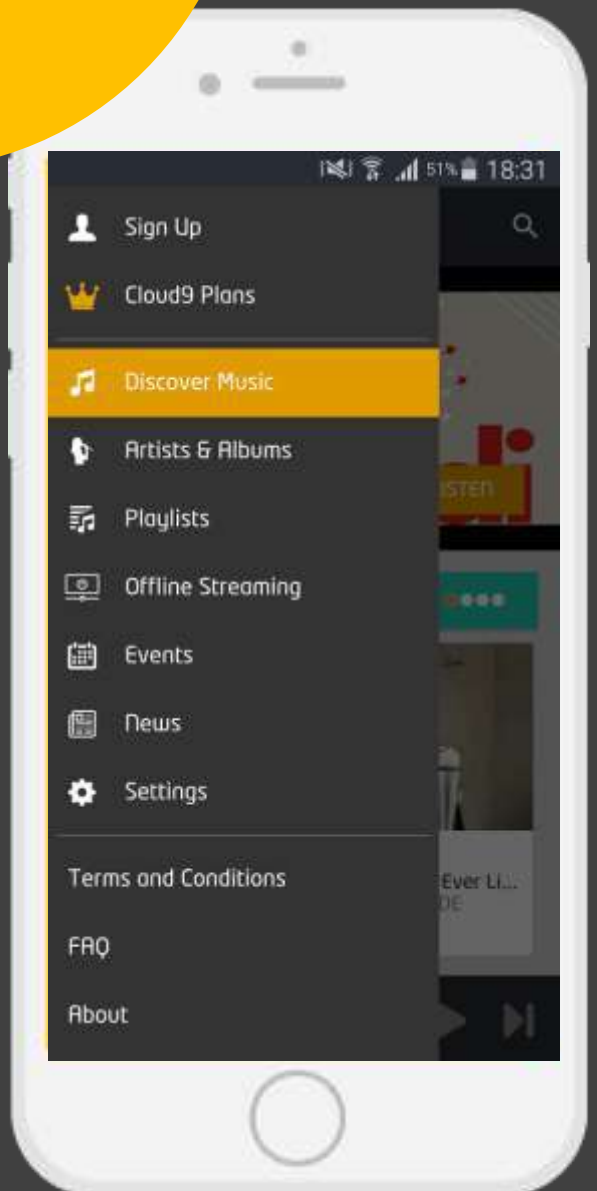 51% 18:31
Sign Up
Cloud9 Plans
Discover Music
Artists & Albums
Playlists
Offline Streaming
Events
News
Settings
Terms and Conditions
FAQ
About
Ever Li...